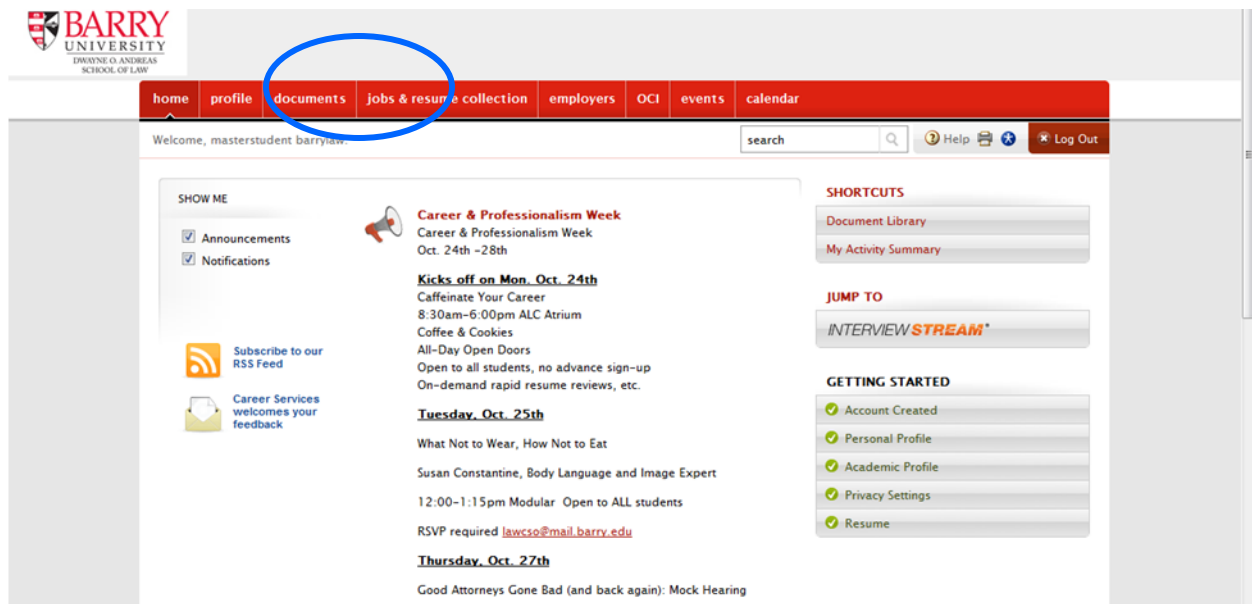 BARRY
UNIVERSITY
DWAYNE O. ANDREAS
SCHOOL OF LAW
home profile documents jobs & resume collection employers OCI events calendar
Welcome, masterstudent barrylaw.
search
Help
Log Out
SHOW ME
Announcements
Notifications
Subscribe to our
RSS Feed
Career Services
welcomes your
feedback
Career & Professionalism Week
Career & Professionalism Week
Oct. 24th -28th
Kicks off on Mon. Oct. 24th
Caffeinate Your Career
8:30am-6:00pm ALC Atrium
Coffee & Cookies
All-Day Open Doors
Open to all students, no advance sign-up
On-demand rapid resume reviews, etc.
Tuesday, Oct. 25th
What Not to Wear, How Not to Eat
Susan Constantine, Body Language and Image Expert
12:00-1:15pm Modular Open to ALL students
RSVP required lawcso@mail.barry.edu
Thursday, Oct. 27th
Good Attorneys Gone Bad (and back again): Mock Hearing
SHORTCUTS
Document Library
My Activity Summary
JUMP TO
INTERVIEWSTREAM
GETTING STARTED
Account Created
Personal Profile
Academic Profile
Privacy Settings
Resume